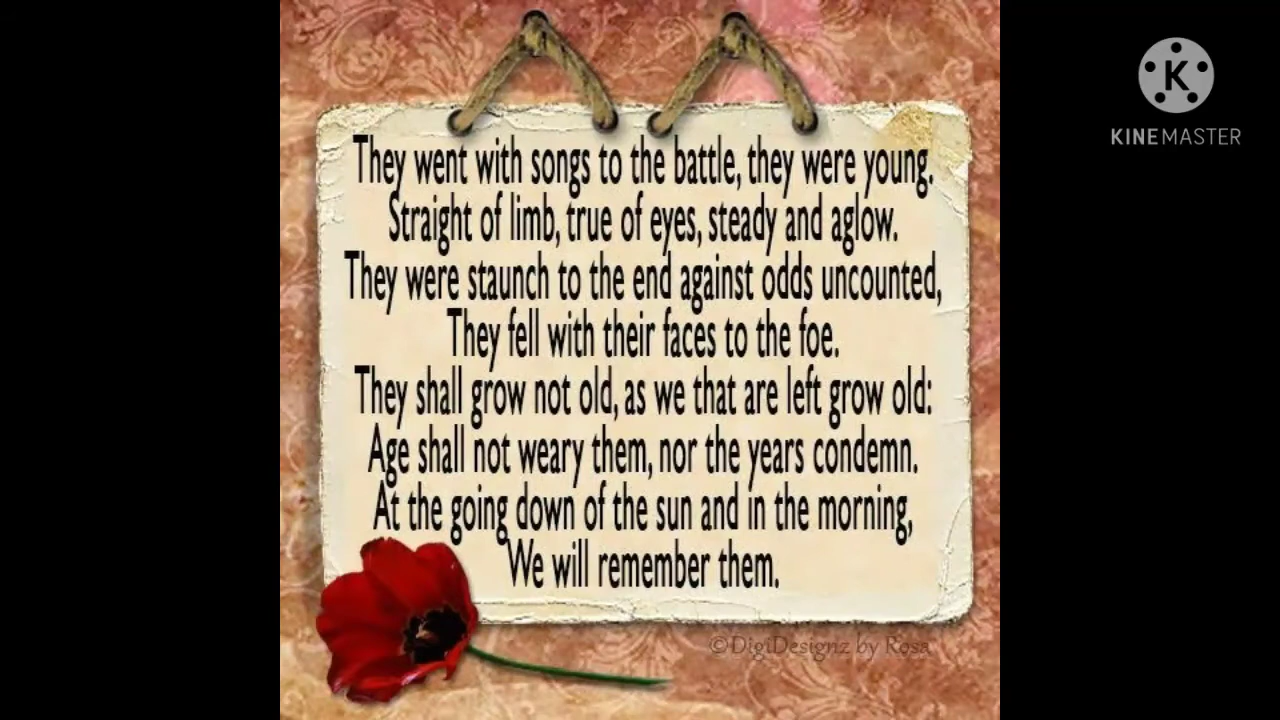 They went with songs to the battle, they were young.
Straight of limb, true of eyes, steady and aglow.
They were staunch to the end against odds uncounted,
They fell with their faces to the foe.
They shall grow not old, as we that are left grow old:
Age shall not weary them, nor the years condemn.
At the going down of the sun and in the morning,
We will remember them.
©DigiDesignz by Rosa
K
KINEMASTER